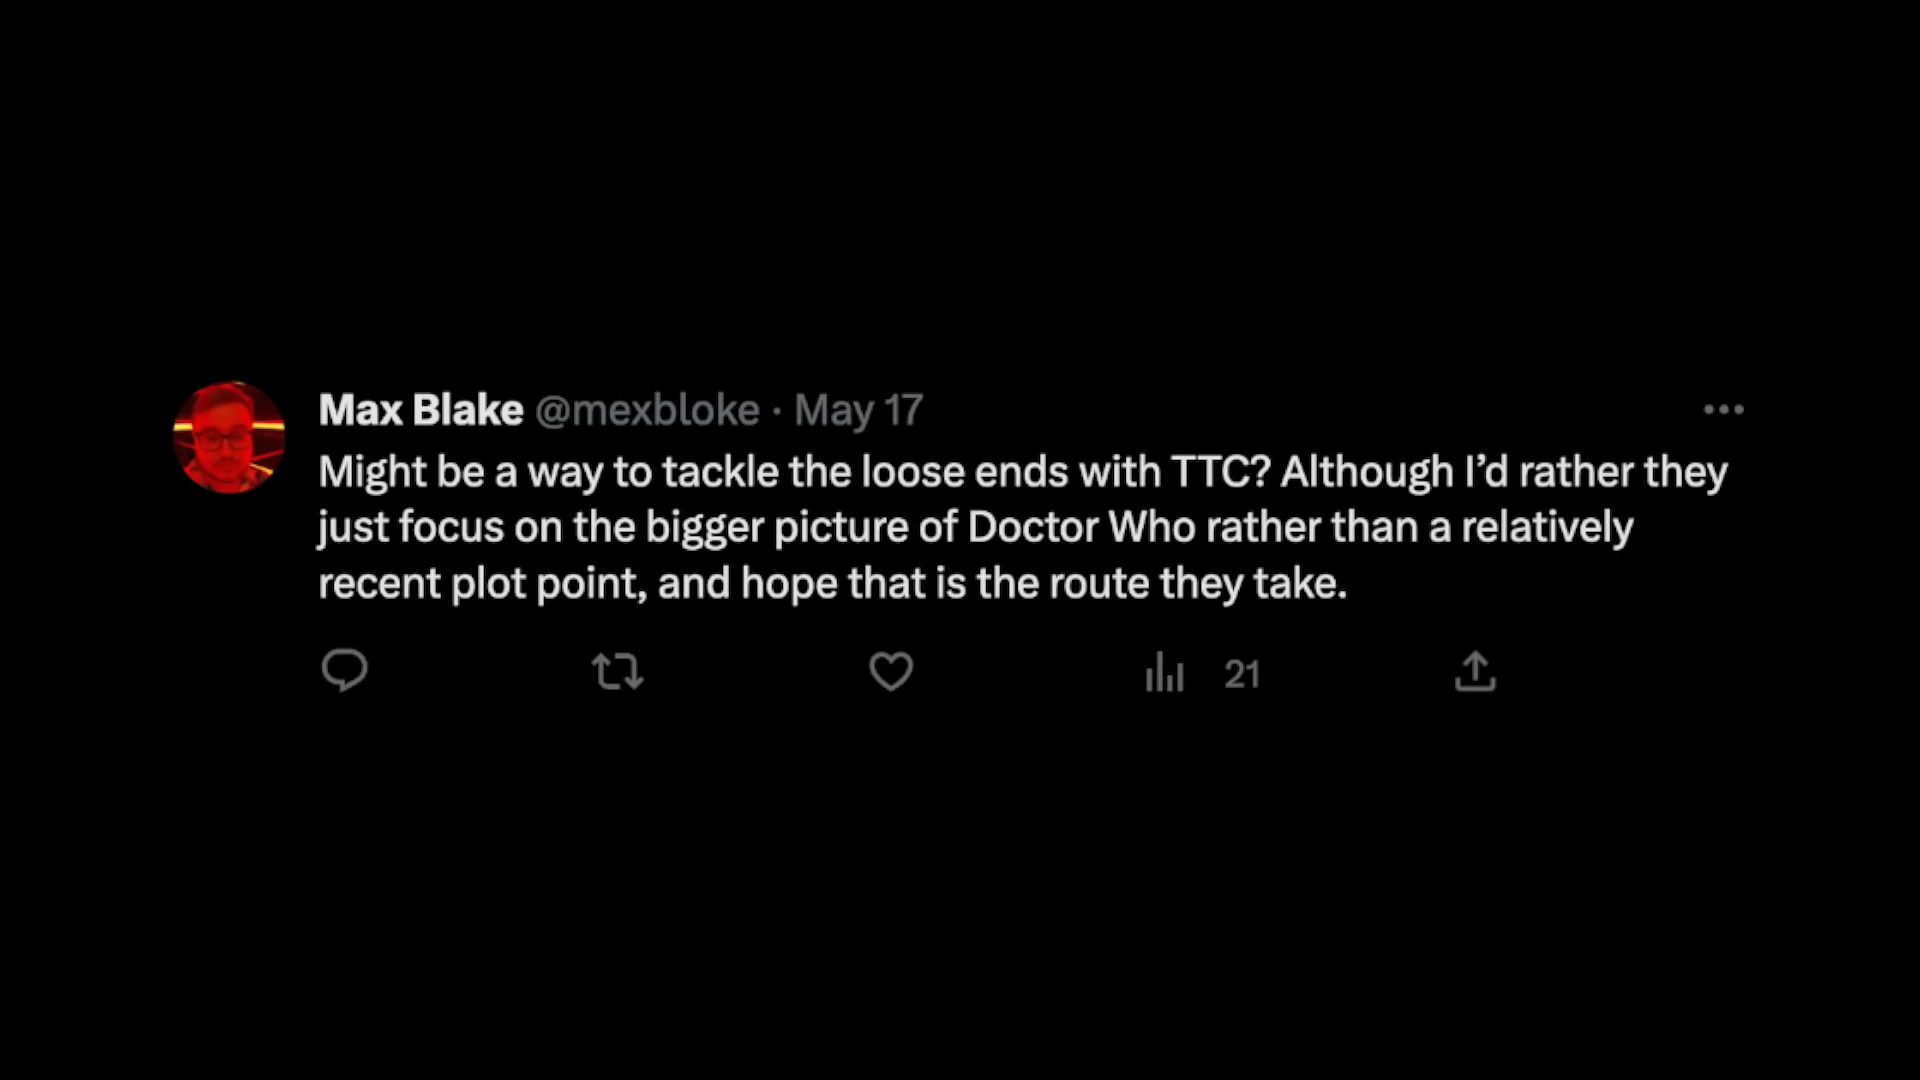 Max Blake @mexbloke · May 17
Might be a way to tackle the loose ends with TTC? Although I’d rather they
just focus on the bigger picture of Doctor Who rather than a relatively
recent plot point, and hope that is the route they take.
21